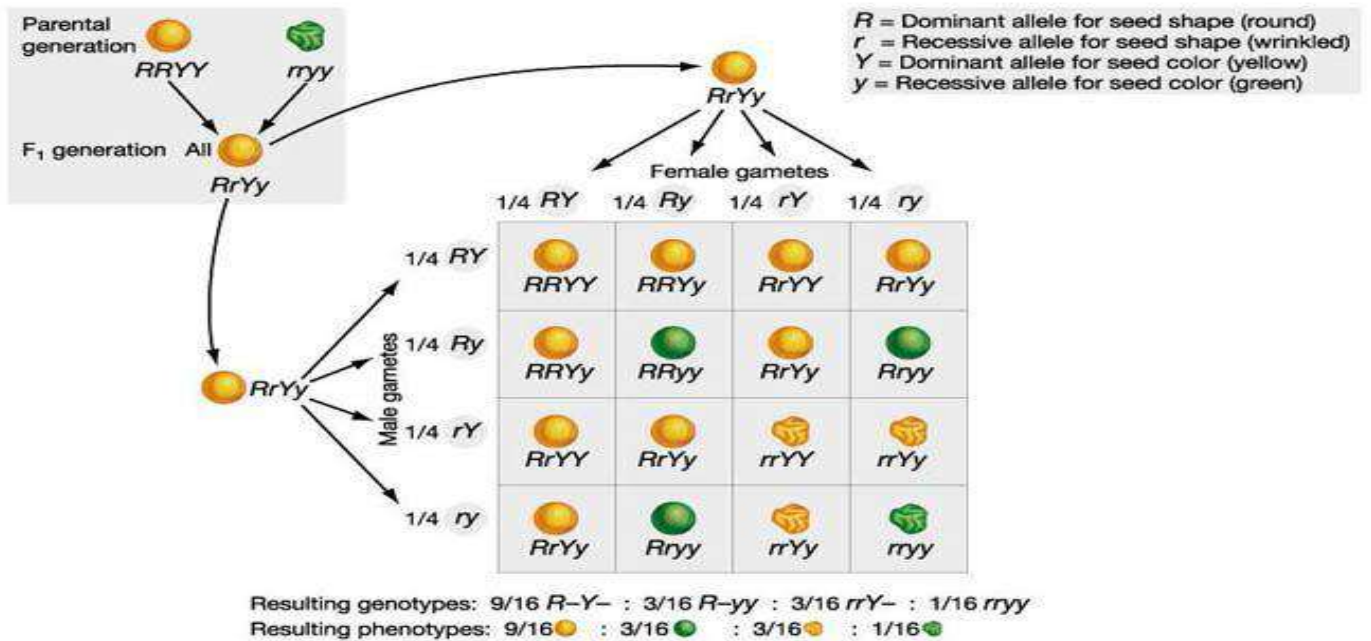 Parental
generation
RRYY
rryy
F₁ generation
All
RrYy
R = Dominant allele for seed shape (round)
r = Recessive allele for seed shape (wrinkled)
Y = Dominant allele for seed color (yellow)
y = Recessive allele for seed color (green)
RrYy
Female gametes
1/4 RY 1/4 Ry 1/4 rY 1/4 ry
RrYy
Male gametes
1/4 RY
RRYY RRYy RrYY RrYy
1/4 Ry
RRYy RRyy RrYy Rryy
1/4 rY
RrYY RrYy rrYY rrYy
1/4 ry
RrYy Rryy rrYy rryy
Resulting genotypes: 9/16 R–Y– : 3/16 R–yy : 3/16 rrY– : 1/16 rryy
Resulting phenotypes: 9/16 : 3/16 : 3/16 : 1/16